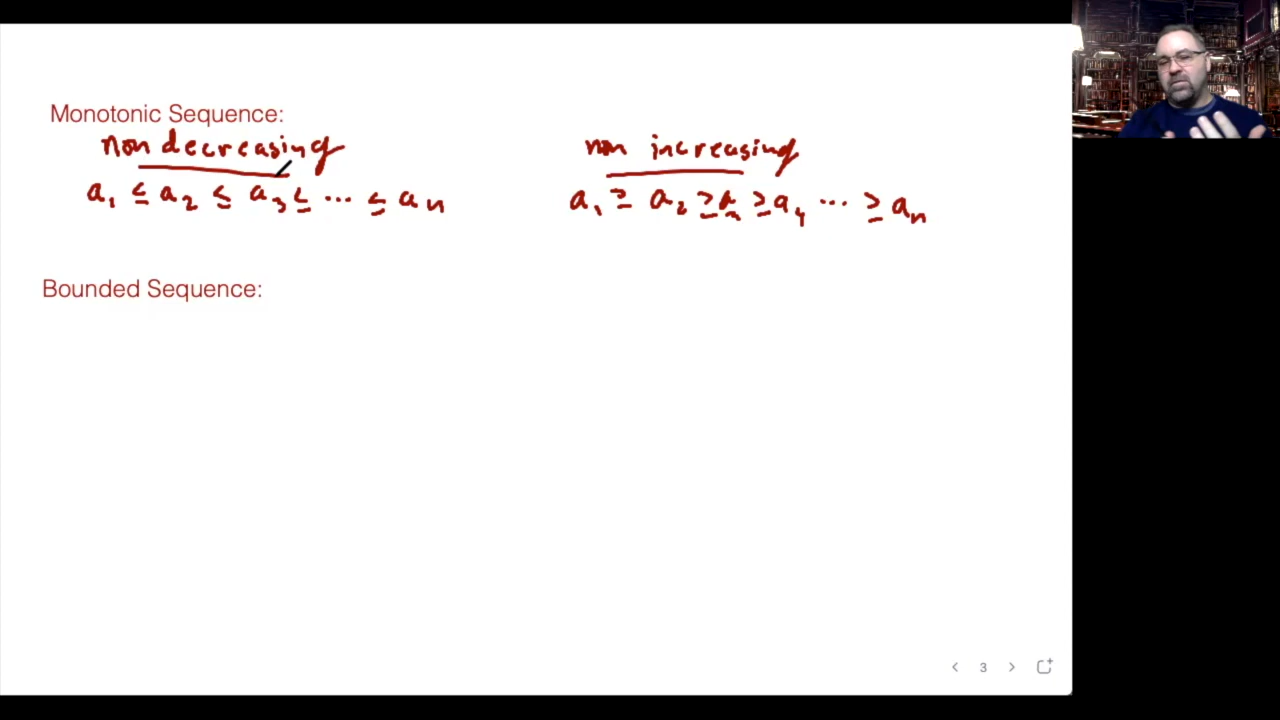 Monotonic Sequence:
non decreasing
a₁ ≤ a₂ ≤ a₃ ≤ ... ≤ aₙ
non increasing
a₁ ≥ a₂ ≥ a₃ ≥ a₄ ... ≥ aₙ
Bounded Sequence:
< 3 >